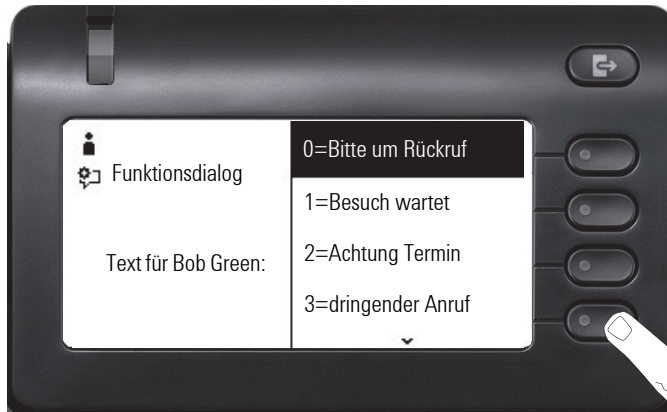 Funktionsdialog
Text für Bob Green:
0=Bitte um Rückruf
1=Besuch wartet
2=Achtung Termin
3=dringender Anruf